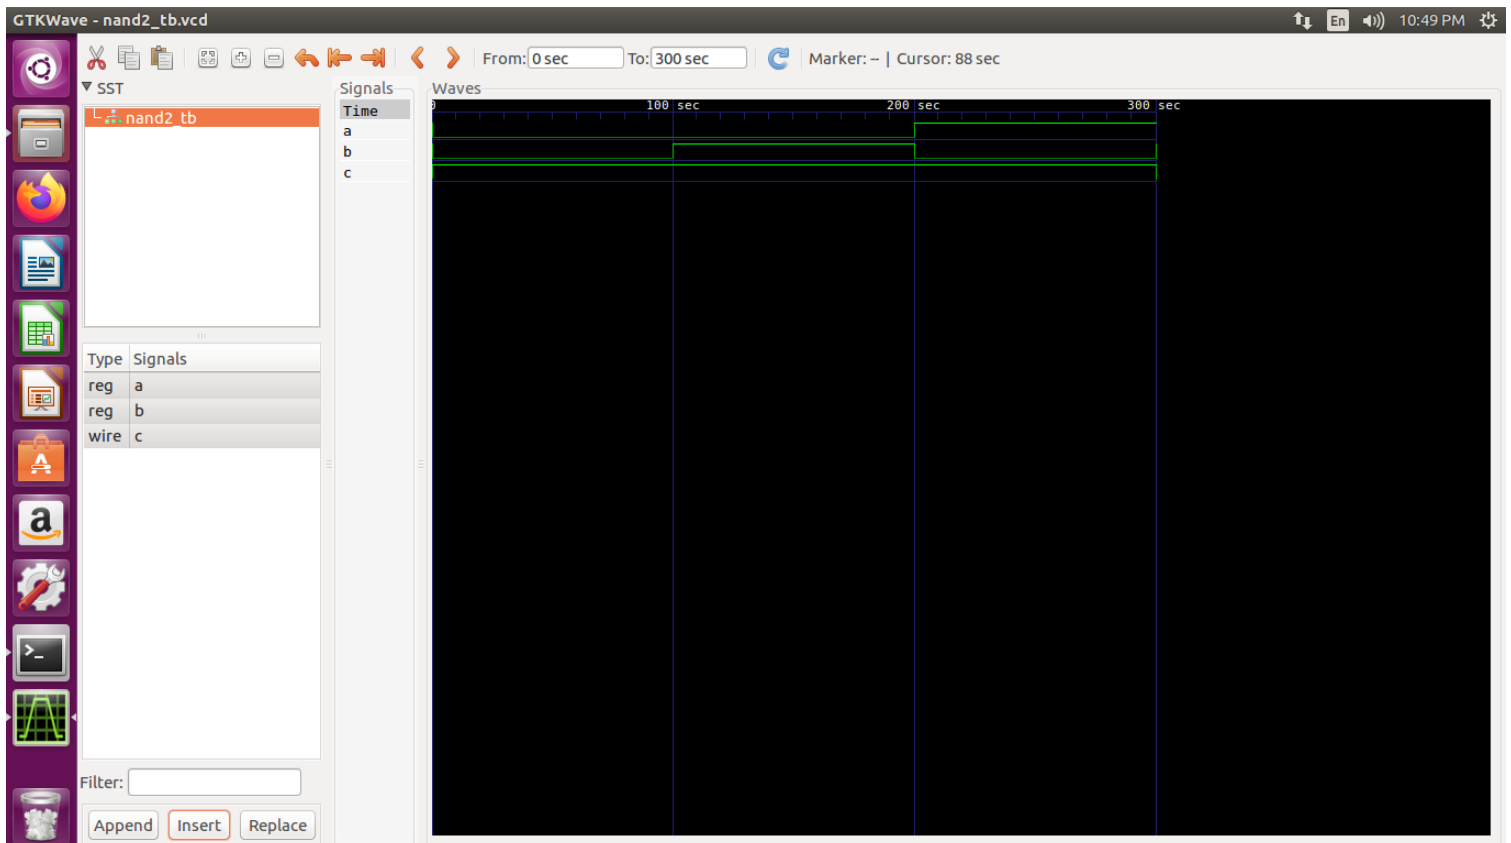 GTKWave - nand2_tb.vcd
En
10:49 PM
From: 0 sec To: 300 sec Marker: -- | Cursor: 88 sec
SST
nand2_tb
Type Signals
reg a
reg b
wire c
Filter:
Append Insert Replace
Signals
Time
a
b
c
Waves
0 100 sec 200 sec 300 sec